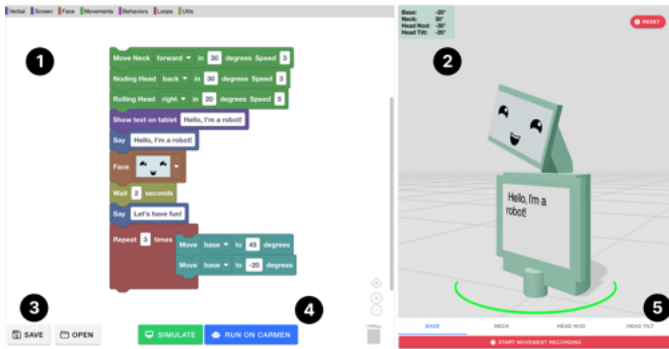 Verbal Screen Face Movements Behaviors Loops Utils
1
Move Neck forward in 30 degrees Speed 3
Noding Head back in 30 degrees Speed 3
Rolling Head right in 20 degrees Speed 5
Show text on tablet Hello, I'm a robot!
Say Hello, I'm a robot!
Face
Wait 2 seconds
Say Let's have fun!
Repeat 3 times
Move base to 45 degrees
Move base to -20 degrees
3
4
SAVE OPEN SIMULATE RUN ON CARMEN
Base: -20°
Neck: 30°
Head Nod: -30°
Head Tilt: -20°
RESET
2
Hello, I'm a
robot!
5
BASE NECK HEAD NOD HEAD TILT
START MOVEMENT RECORDING